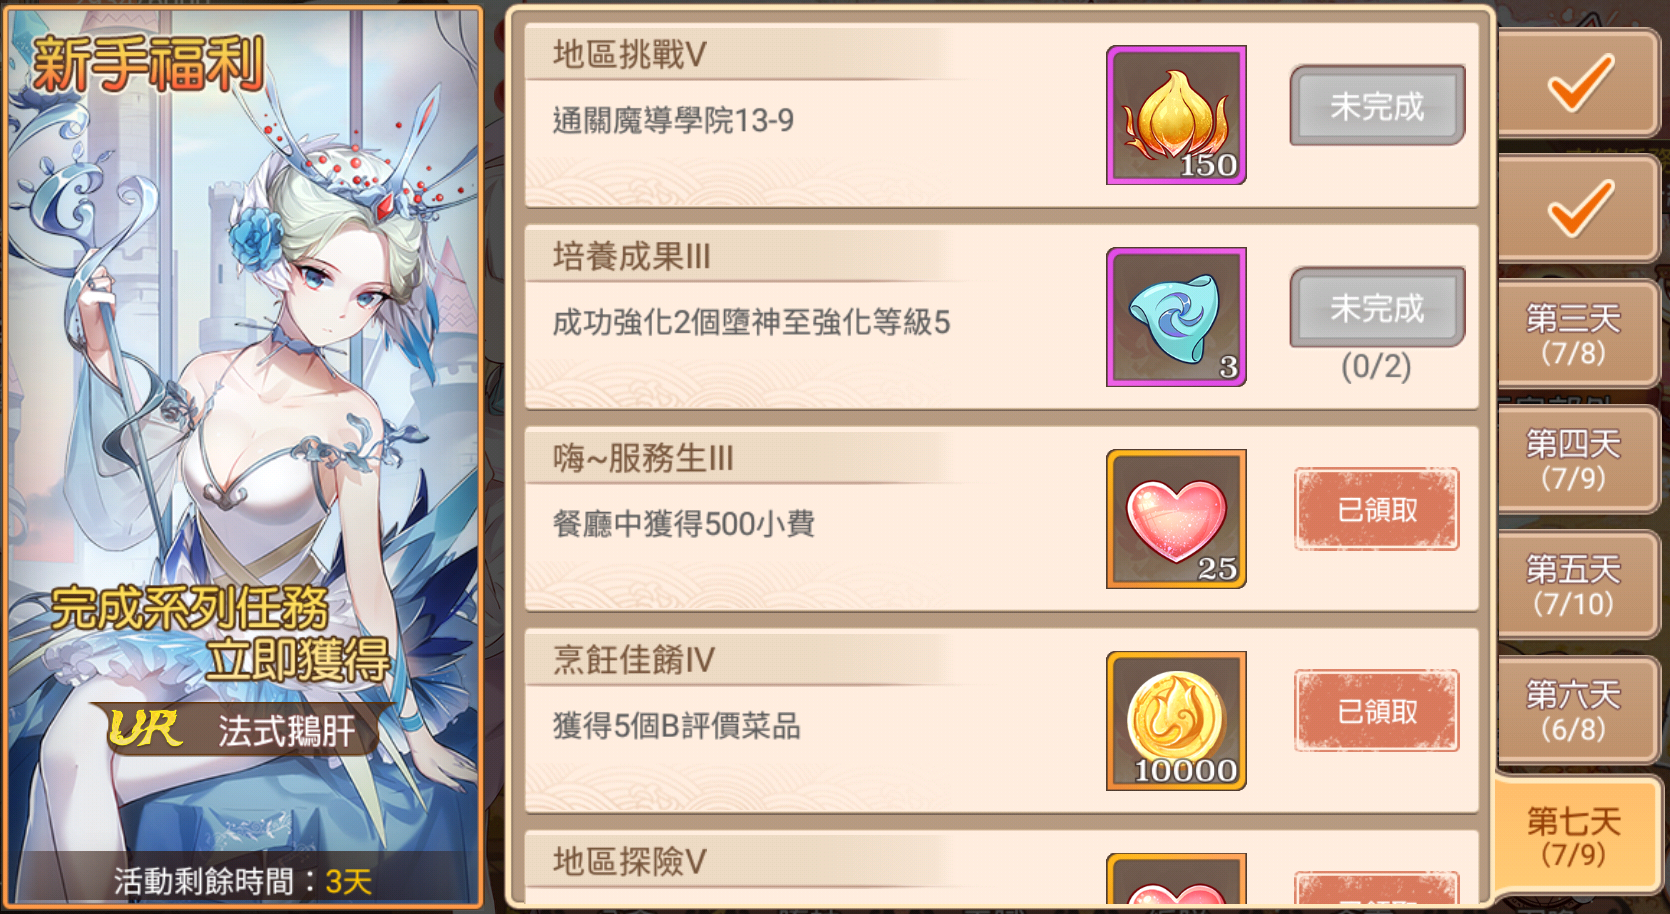 新手福利
完成系列任務
立即獲得
UR 法式鵝肝
活動剩餘時間：3天
地區挑戰V
通關魔導學院13-9
150
未完成
培養成果III
成功強化2個墮神至強化等級5
3
未完成
(0/2)
嗨~服務生III
餐廳中獲得500小費
25
已領取
烹飪佳餚IV
獲得5個B評價菜品
10000
已領取
地區探險V
第三天
(7/8)
第四天
(7/9)
第五天
(7/10)
第六天
(6/8)
第七天
(7/9)